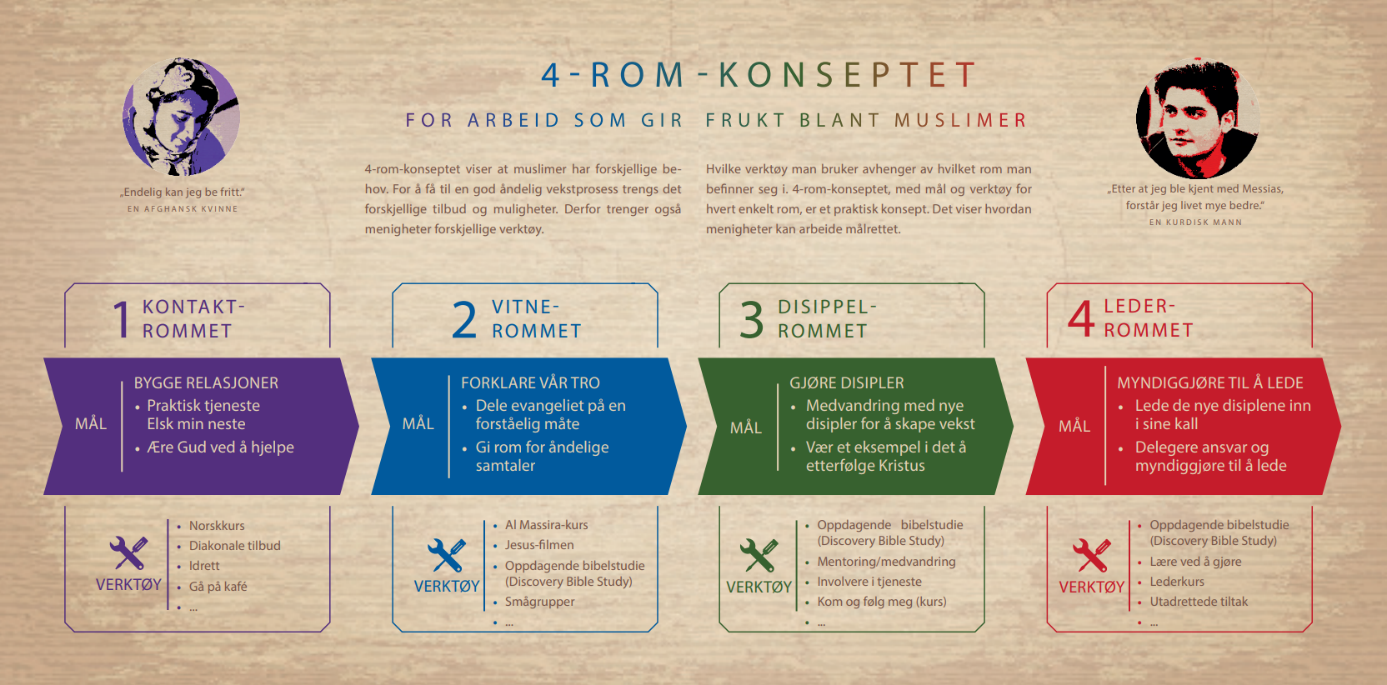 4-ROM-KONSEPTET
FOR ARBEID SOM GIR FRUKT BLANT MUSLIMER
„Endelig kan jeg be fritt.“
EN AFGHANSK KVINNE
4-rom-konseptet viser at muslimer har forskjellige be-
hov. For å få til en god åndelig vekstprosess trengs det
forskjellige tilbud og muligheter. Derfor trenger også
menigheter forskjellige verktøy.
Hvilke verktøy man bruker avhenger av hvilket rom man
befinner seg i. 4-rom-konseptet, med mål og verktøy for
hvert enkelt rom, er et praktisk konsept. Det viser hvordan
menigheter kan arbeide målrettet.
„Etter at jeg ble kjent med Messias,
forstår jeg livet mye bedre.“
EN KURDISK MANN
1 KONTAKT-
ROMMET
MÅL
BYGGE RELASJONER
• Praktisk tjeneste
Elsk min neste
• Ære Gud ved å hjelpe
VERKTØY
• Norskkurs
• Diakonale tilbud
• Idrett
• Gå på kafé
• ...
2 VITNE-
ROMMET
MÅL
FORKLARE VÅR TRO
• Dele evangeliet på en
forståelig måte
• Gi rom for åndelige
samtaler
VERKTØY
• Al Massira-kurs
• Jesus-filmen
• Oppdagende bibelstudie
(Discovery Bible Study)
• Smågrupper
• ...
3 DISIPPEL-
ROMMET
MÅL
GJØRE DISIPLER
• Medvandring med nye
disipler for å skape vekst
• Vær et eksempel i det å
etterfølge Kristus
VERKTØY
• Oppdagende bibelstudie
(Discovery Bible Study)
• Mentoring/medvandring
• Involvere i tjeneste
• Kom og følg meg (kurs)
• ...
4 LEDER-
ROMMET
MÅL
MYNDIGGJØRE TIL Å LEDE
• Lede de nye disiplene inn
i sine kall
• Delegere ansvar og
myndiggjøre til å lede
VERKTØY
• Oppdagende bibelstudie
(Discovery Bible Study)
• Lære ved å gjøre
• Lederkurs
• Utadrettede tiltak
• ...